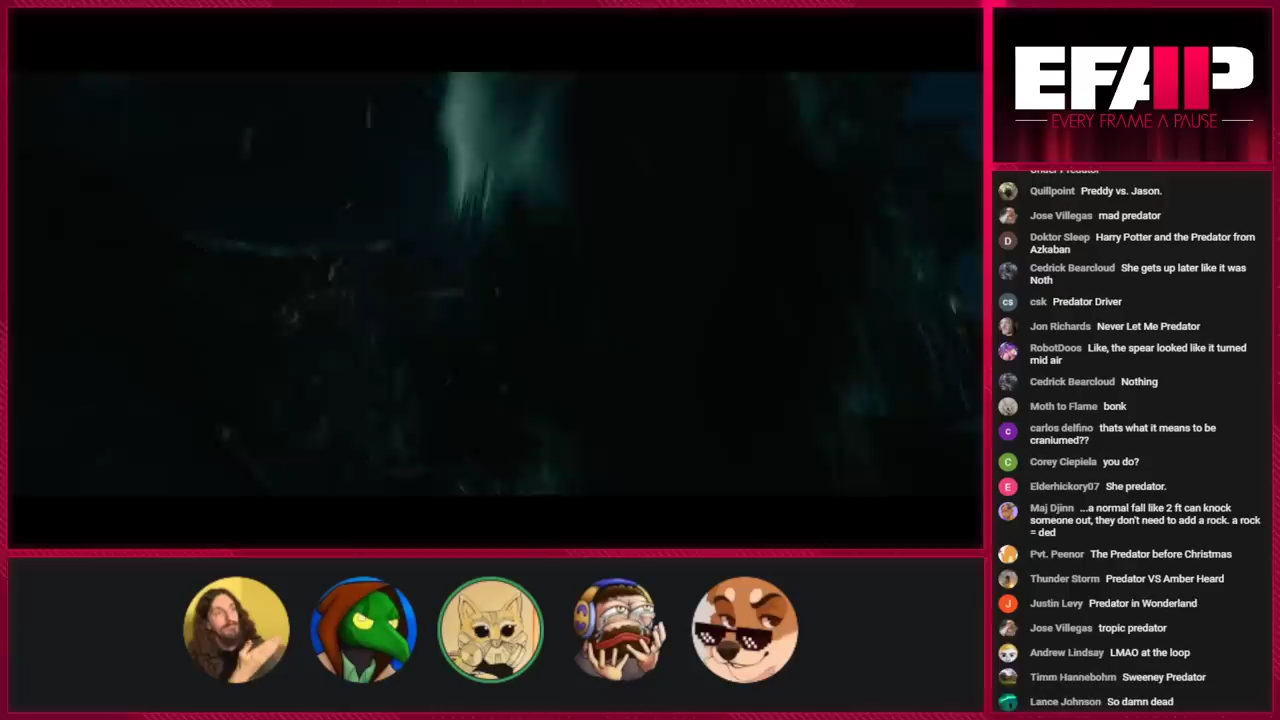 EFAP
EVERY FRAME A PAUSE
Under Predator
Quillpoint Preddy vs. Jason.
Jose Villegas mad predator
D Doktor Sleep Harry Potter and the Predator from
Azkaban
Cedrick Bearcloud She gets up later like it was
Noth
cs csk Predator Driver
Jon Richards Never Let Me Predator
RobotDoos Like, the spear looked like it turned
mid air
Cedrick Bearcloud Nothing
Moth to Flame bonk
c carlos delfino thats what it means to be
craniumed??
C Corey Ciepiela you do?
E Elderhickory07 She predator.
Maj Djinn ...a normal fall like 2 ft can knock
someone out, they don't need to add a rock. a rock
= ded
Pvt. Peenor The Predator before Christmas
Thunder Storm Predator VS Amber Heard
J Justin Levy Predator in Wonderland
Jose Villegas tropic predator
Andrew Lindsay LMAO at the loop
Timm Hannebohm Sweeney Predator
Lance Johnson So damn dead